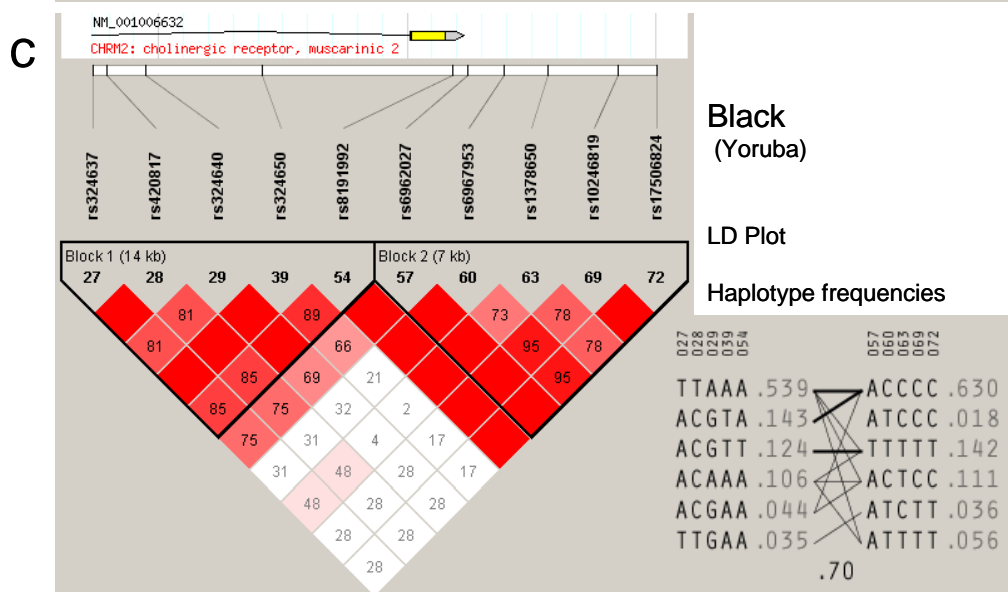 C
NM_001006632
CHRM2: cholinergic receptor, muscarinic 2
Black
(Yoruba)
rs324637 rs420817 rs324640 rs324650 rs8191992 rs6962027 rs6967953 rs1378650 rs10246819 rs17506824
LD Plot
Block 1 (14 kb) Block 2 (7 kb)
27 28 29 39 54 57 60 63 69 72
Haplotype frequencies
81 89 73 78
81 66 95 78
85 69 21 95
85 75 32 2
75 31 4 17
31 48 28 17
48 28 28
28 28
28
027 028 029 039 054 057 060 063 069 072
TTAAA .539 ACCCC .630
ACGTA .143 ATCCC .018
ACGTT .124 TTTTT .142
ACAAA .106 ACTCC .111
ACGAA .044 ATCTT .036
TTGAA .035 ATTTT .056
.70